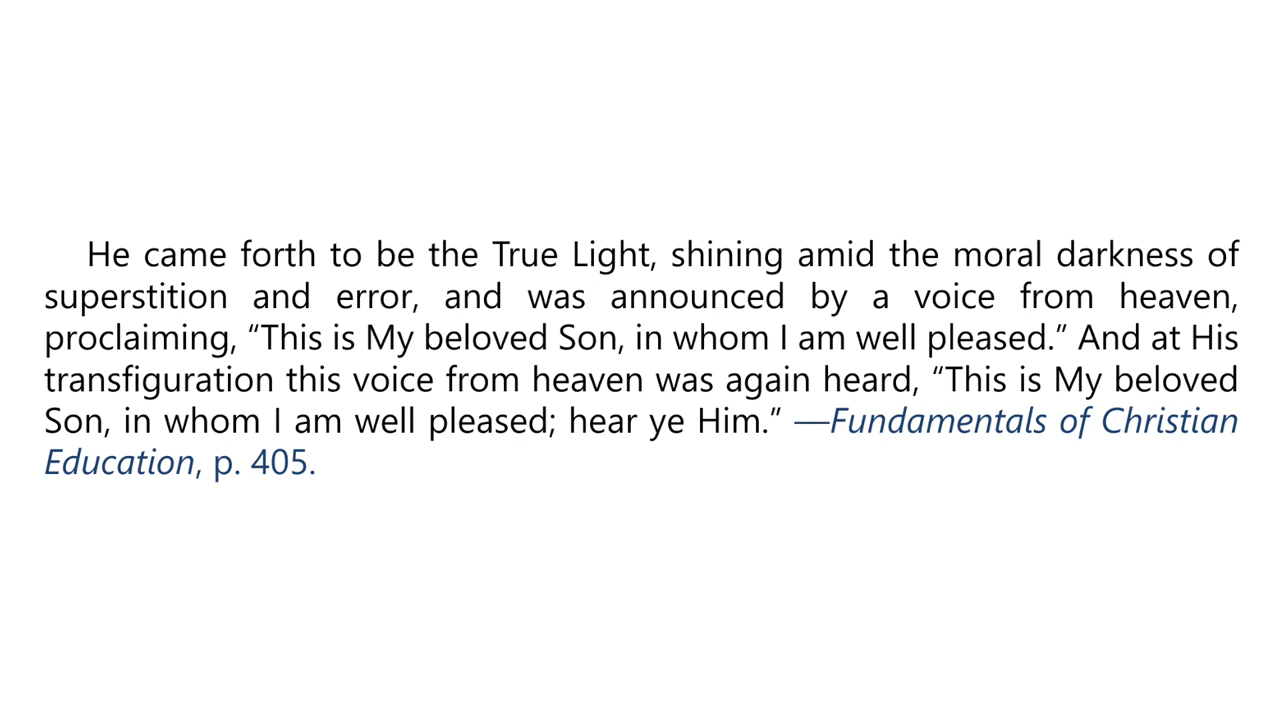 He came forth to be the True Light, shining amid the moral darkness of
superstition and error, and was announced by a voice from heaven,
proclaiming, “This is My beloved Son, in whom I am well pleased.” And at His
transfiguration this voice from heaven was again heard, “This is My beloved
Son, in whom I am well pleased; hear ye Him.” —Fundamentals of Christian
Education, p. 405.